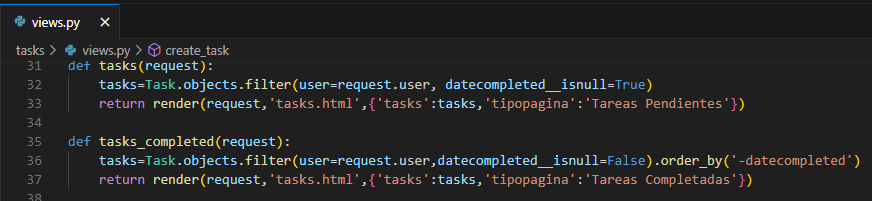 views.py ×
tasks > views.py > create_task
31 def tasks(request):
32 tasks=Task.objects.filter(user=request.user, datecompleted__isnull=True)
33 return render(request,'tasks.html',{'tasks':tasks,'tipopagina':'Tareas Pendientes'})
34
35 def tasks_completed(request):
36 tasks=Task.objects.filter(user=request.user,datecompleted__isnull=False).order_by('-datecompleted')
37 return render(request,'tasks.html',{'tasks':tasks,'tipopagina':'Tareas Completadas'})
38